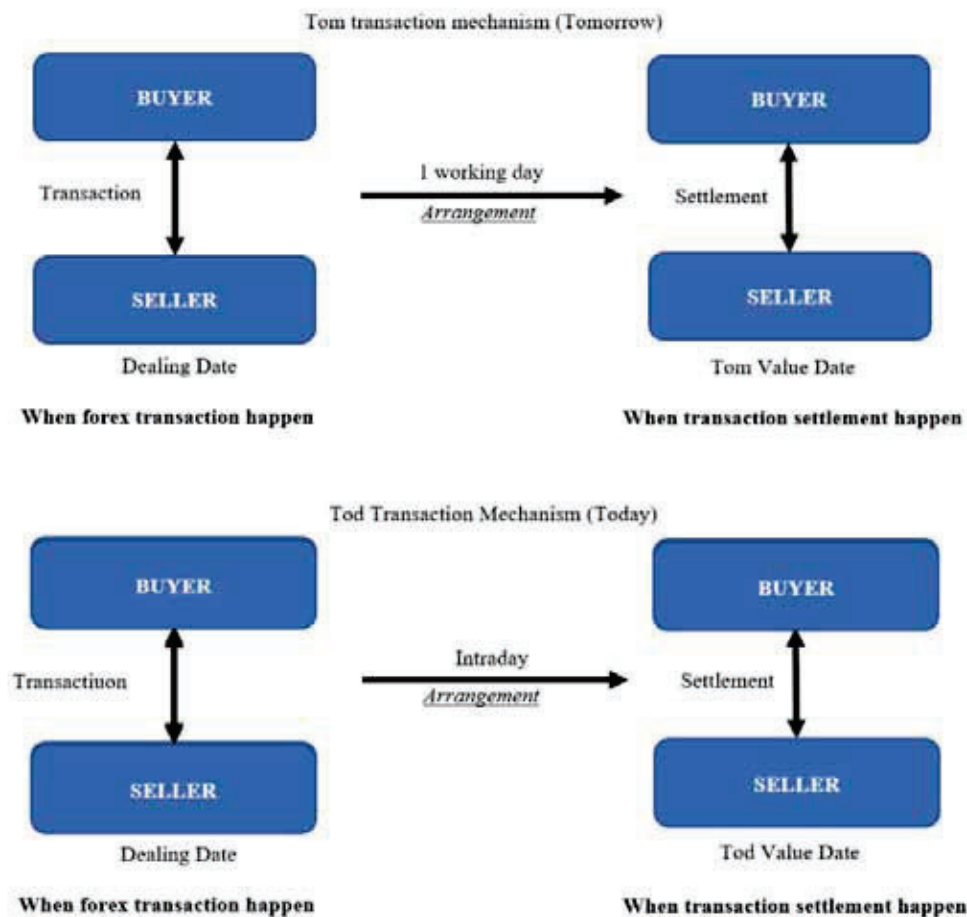 Tom transaction mechanism (Tomorrow)
BUYER
BUYER
Transaction
1 working day
Arrangement
Settlement
SELLER
SELLER
Dealing Date
Tom Value Date
When forex transaction happen
When transaction settlement happen
Tod Transaction Mechanism (Today)
BUYER
BUYER
Transactiuon
Intraday
Arrangement
Settlement
SELLER
SELLER
Dealing Date
Tod Value Date
When forex transaction happen
When transaction settlement happen